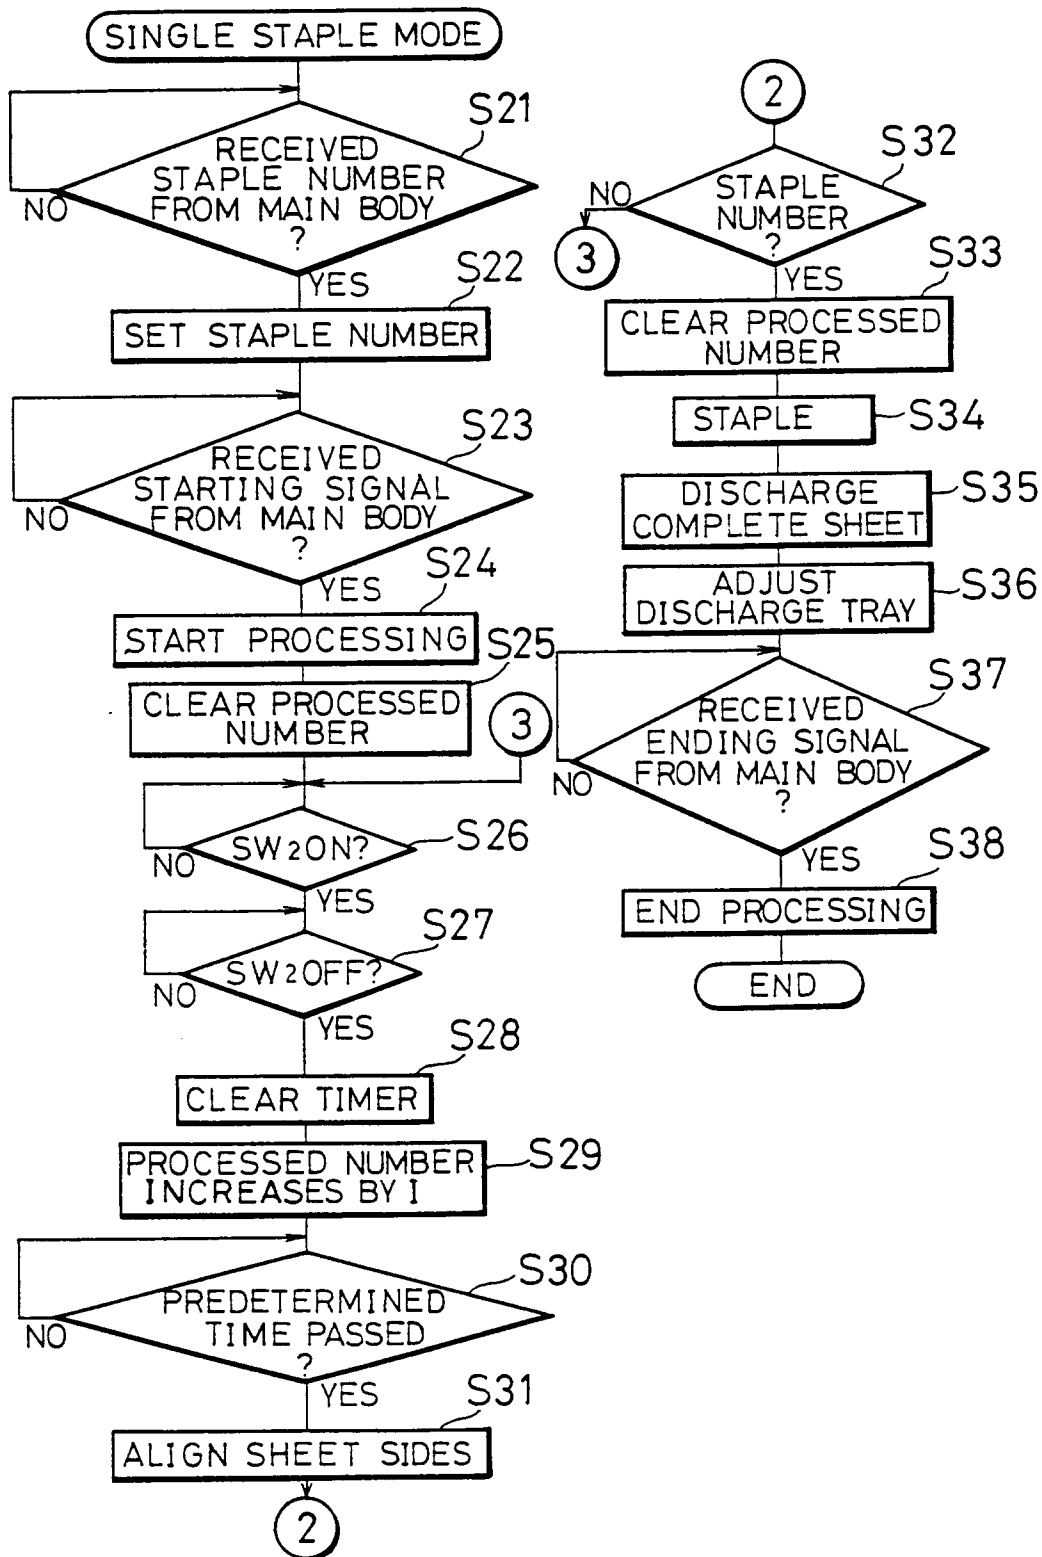 SINGLE STAPLE MODE
S21
RECEIVED
STAPLE NUMBER
FROM MAIN BODY
?
NO
YES
S22
SET STAPLE NUMBER
S23
RECEIVED
STARTING SIGNAL
FROM MAIN BODY
?
NO
YES
S24
START PROCESSING
S25
CLEAR PROCESSED
NUMBER
3
S26
SW2ON?
NO
YES
S27
SW2OFF?
NO
YES
S28
CLEAR TIMER
S29
PROCESSED NUMBER
INCREASES BY I
S30
PREDETERMINED
TIME PASSED
?
NO
YES
S31
ALIGN SHEET SIDES
2
2
S32
STAPLE
NUMBER
?
NO
3
YES
S33
CLEAR PROCESSED
NUMBER
STAPLE
S34
DISCHARGE
COMPLETE SHEET
S35
ADJUST
DISCHARGE TRAY
S36
S37
RECEIVED
ENDING SIGNAL
FROM MAIN BODY
?
NO
YES
S38
END PROCESSING
END